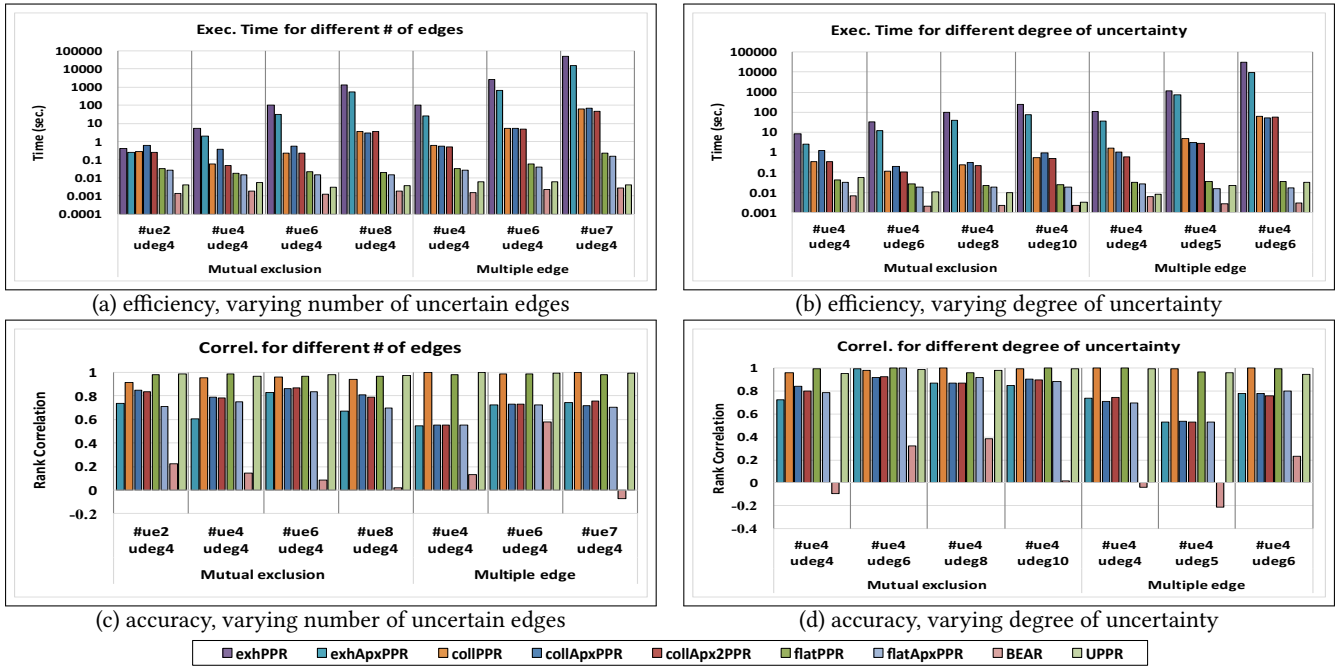 Exec. Time for different # of edges
Time (sec.)
100000
10000
1000
100
10
1
0.1
0.01
0.001
0.0001
#ue2 #ue4 #ue6 #ue8 #ue4 #ue6 #ue7
udeg4 udeg4 udeg4 udeg4 udeg4 udeg4 udeg4
Mutual exclusion Multiple edge
(a) efficiency, varying number of uncertain edges
Exec. Time for different degree of uncertainty
Time (sec.)
100000
10000
1000
100
10
1
0.1
0.01
0.001
#ue4 #ue4 #ue4 #ue4 #ue4 #ue4 #ue4
udeg4 udeg6 udeg8 udeg10 udeg4 udeg5 udeg6
Mutual exclusion Multiple edge
(b) efficiency, varying degree of uncertainty
Correl. for different # of edges
Rank Correlation
1
0.8
0.6
0.4
0.2
0
-0.2
#ue2 #ue4 #ue6 #ue8 #ue4 #ue6 #ue7
udeg4 udeg4 udeg4 udeg4 udeg4 udeg4 udeg4
Mutual exclusion Multiple edge
(c) accuracy, varying number of uncertain edges
Correl. for different degree of uncertainty
Rank Correlation
1
0.8
0.6
0.4
0.2
0
-0.2
-0.4
#ue4 #ue4 #ue4 #ue4 #ue4 #ue4 #ue4
udeg4 udeg6 udeg8 udeg10 udeg4 udeg5 udeg6
Mutual exclusion Multiple edge
(d) accuracy, varying degree of uncertainty
exhPPR exhApxPPR collPPR collApxPPR collApx2PPR flatPPR flatApxPPR BEAR UPPR